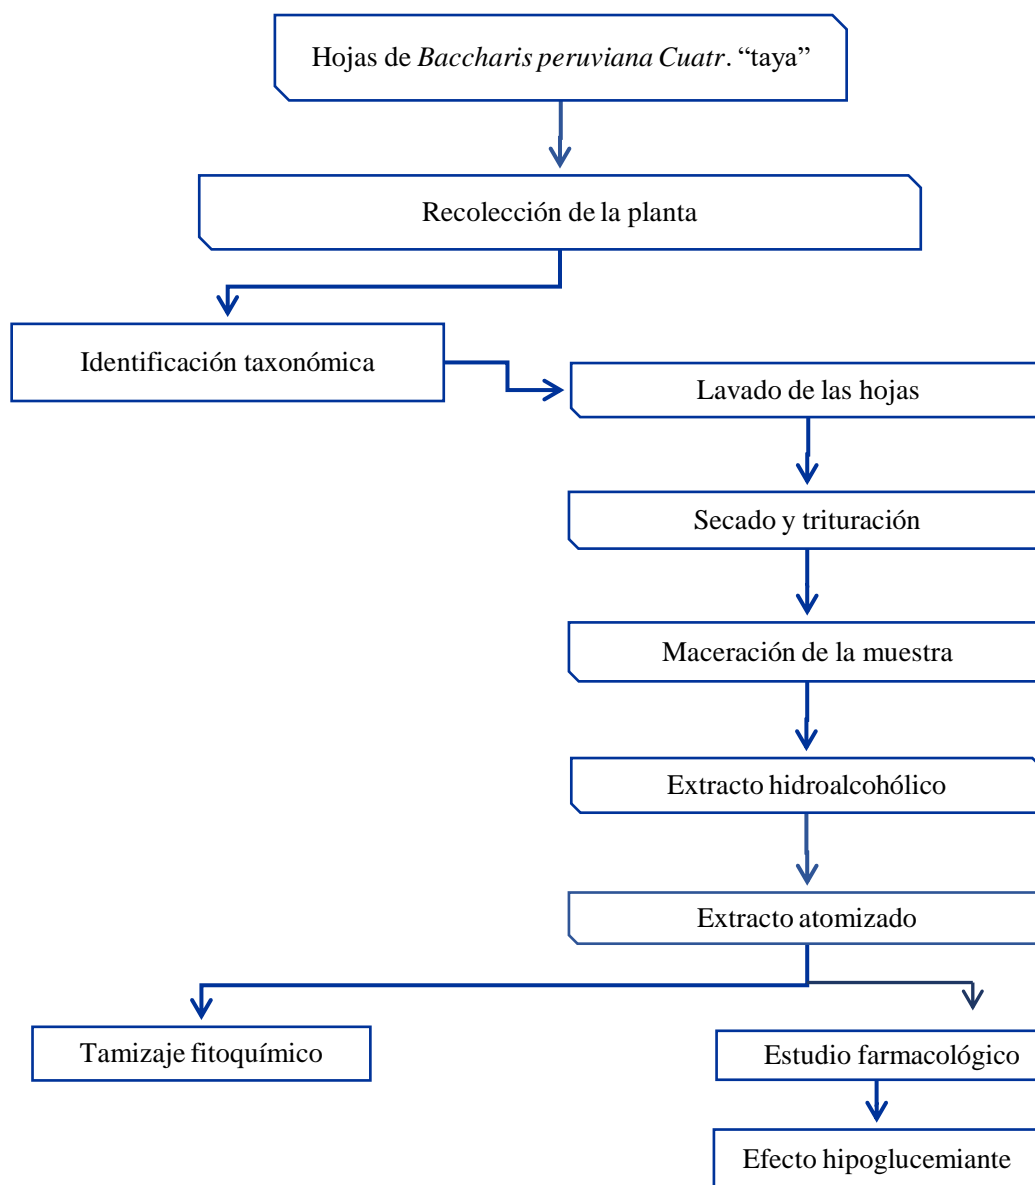 Hojas de Baccharis peruviana Cuatr. “taya”
Recolección de la planta
Identificación taxonómica
Lavado de las hojas
Secado y trituración
Maceración de la muestra
Extracto hidroalcohólico
Extracto atomizado
Tamizaje fitoquímico
Estudio farmacológico
Efecto hipoglucemiante